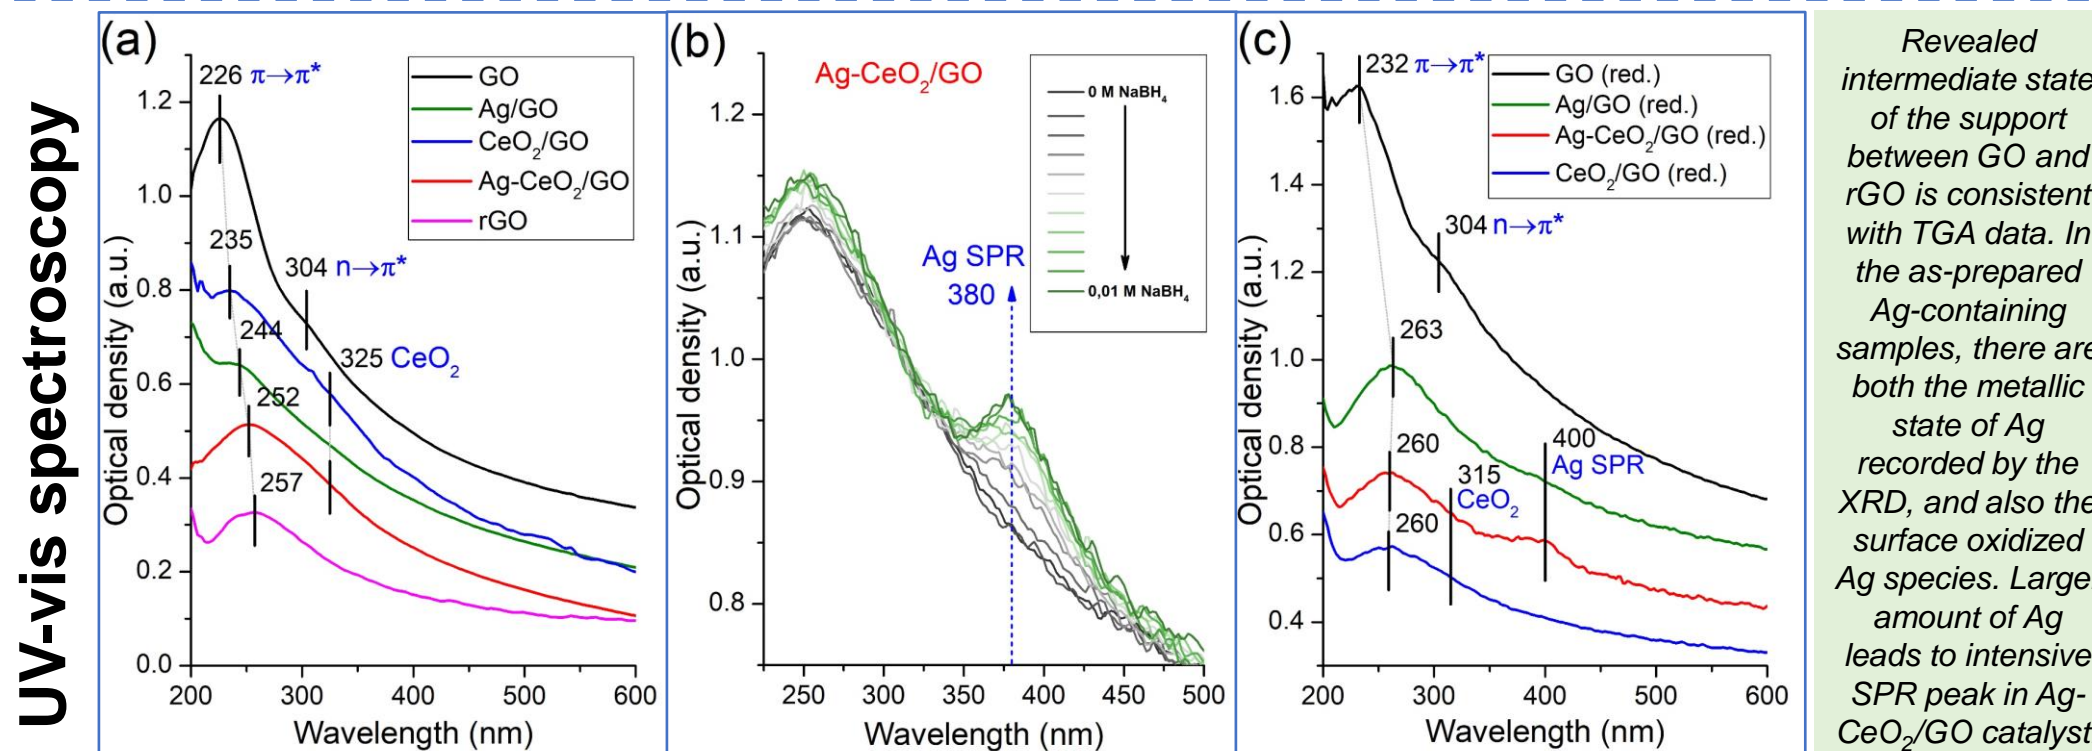 UV-vis spectroscopy
(a)
226 π→π*
GO
Ag/GO
CeO₂/GO
Ag-CeO₂/GO
rGO
235
304 n→π*
244
325 CeO₂
252
257
Optical density (a.u.)
1.2
1.0
0.8
0.6
0.4
0.2
0.0
200
300
400
500
600
Wavelength (nm)
(b)
Ag-CeO₂/GO
0 M NaBH₄
0,01 M NaBH₄
Ag SPR
380
Optical density (a.u.)
1.2
1.1
1.0
0.9
0.8
250
300
350
400
450
500
Wavelength (nm)
(c)
232 π→π*
GO (red.)
Ag/GO (red.)
Ag-CeO₂/GO (red.)
CeO₂/GO (red.)
304 n→π*
263
260
400
Ag SPR
315
CeO₂
260
Optical density (a.u.)
1.6
1.4
1.2
1.0
0.8
0.6
0.4
200
300
400
500
600
Wavelength (nm)
Revealed
intermediate state
of the support
between GO and
rGO is consistent
with TGA data. In
the as-prepared
Ag-containing
samples, there are
both the metallic
state of Ag
recorded by the
XRD, and also the
surface oxidized
Ag species. Larger
amount of Ag
leads to intensive
SPR peak in Ag-
CeO₂/GO catalyst